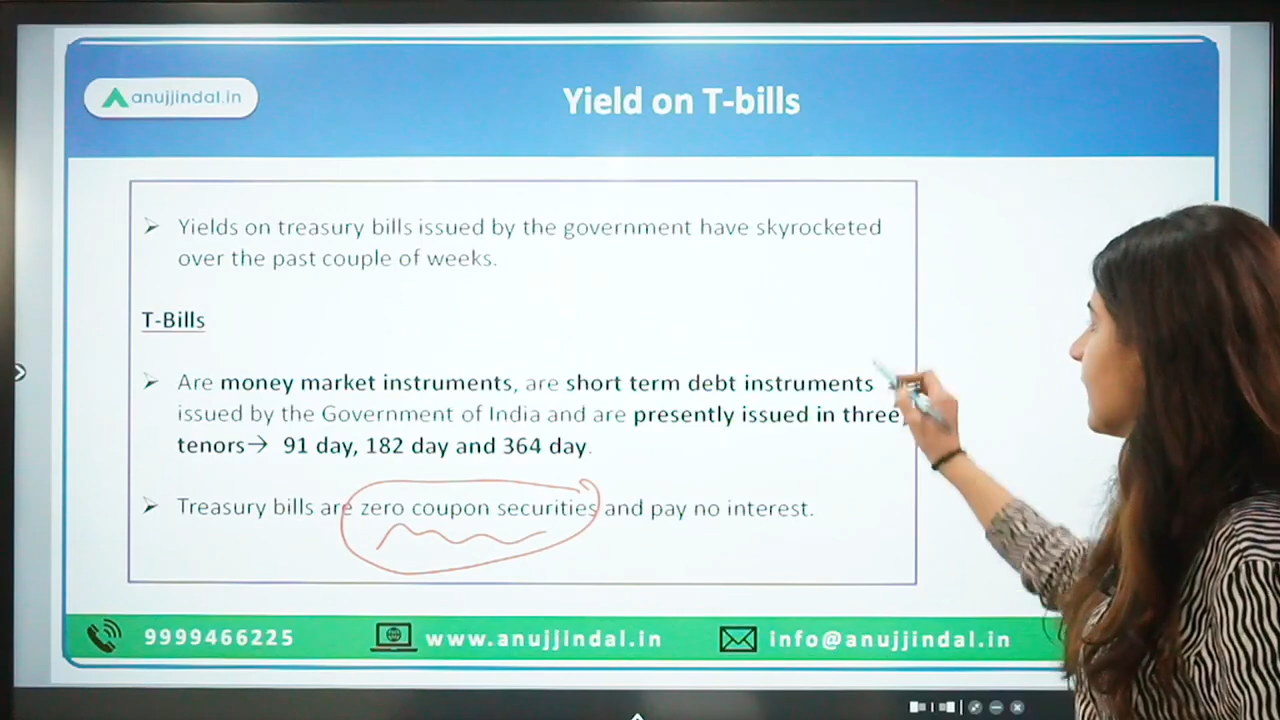 anujjindal.in
Yield on T-bills
➢ Yields on treasury bills issued by the government have skyrocketed
over the past couple of weeks.
T-Bills
➢ Are money market instruments, are short term debt instruments
issued by the Government of India and are presently issued in three
tenors→ 91 day, 182 day and 364 day.
➢ Treasury bills are zero coupon securities and pay no interest.
9999466225 www.anujjindal.in info@anujjindal.in